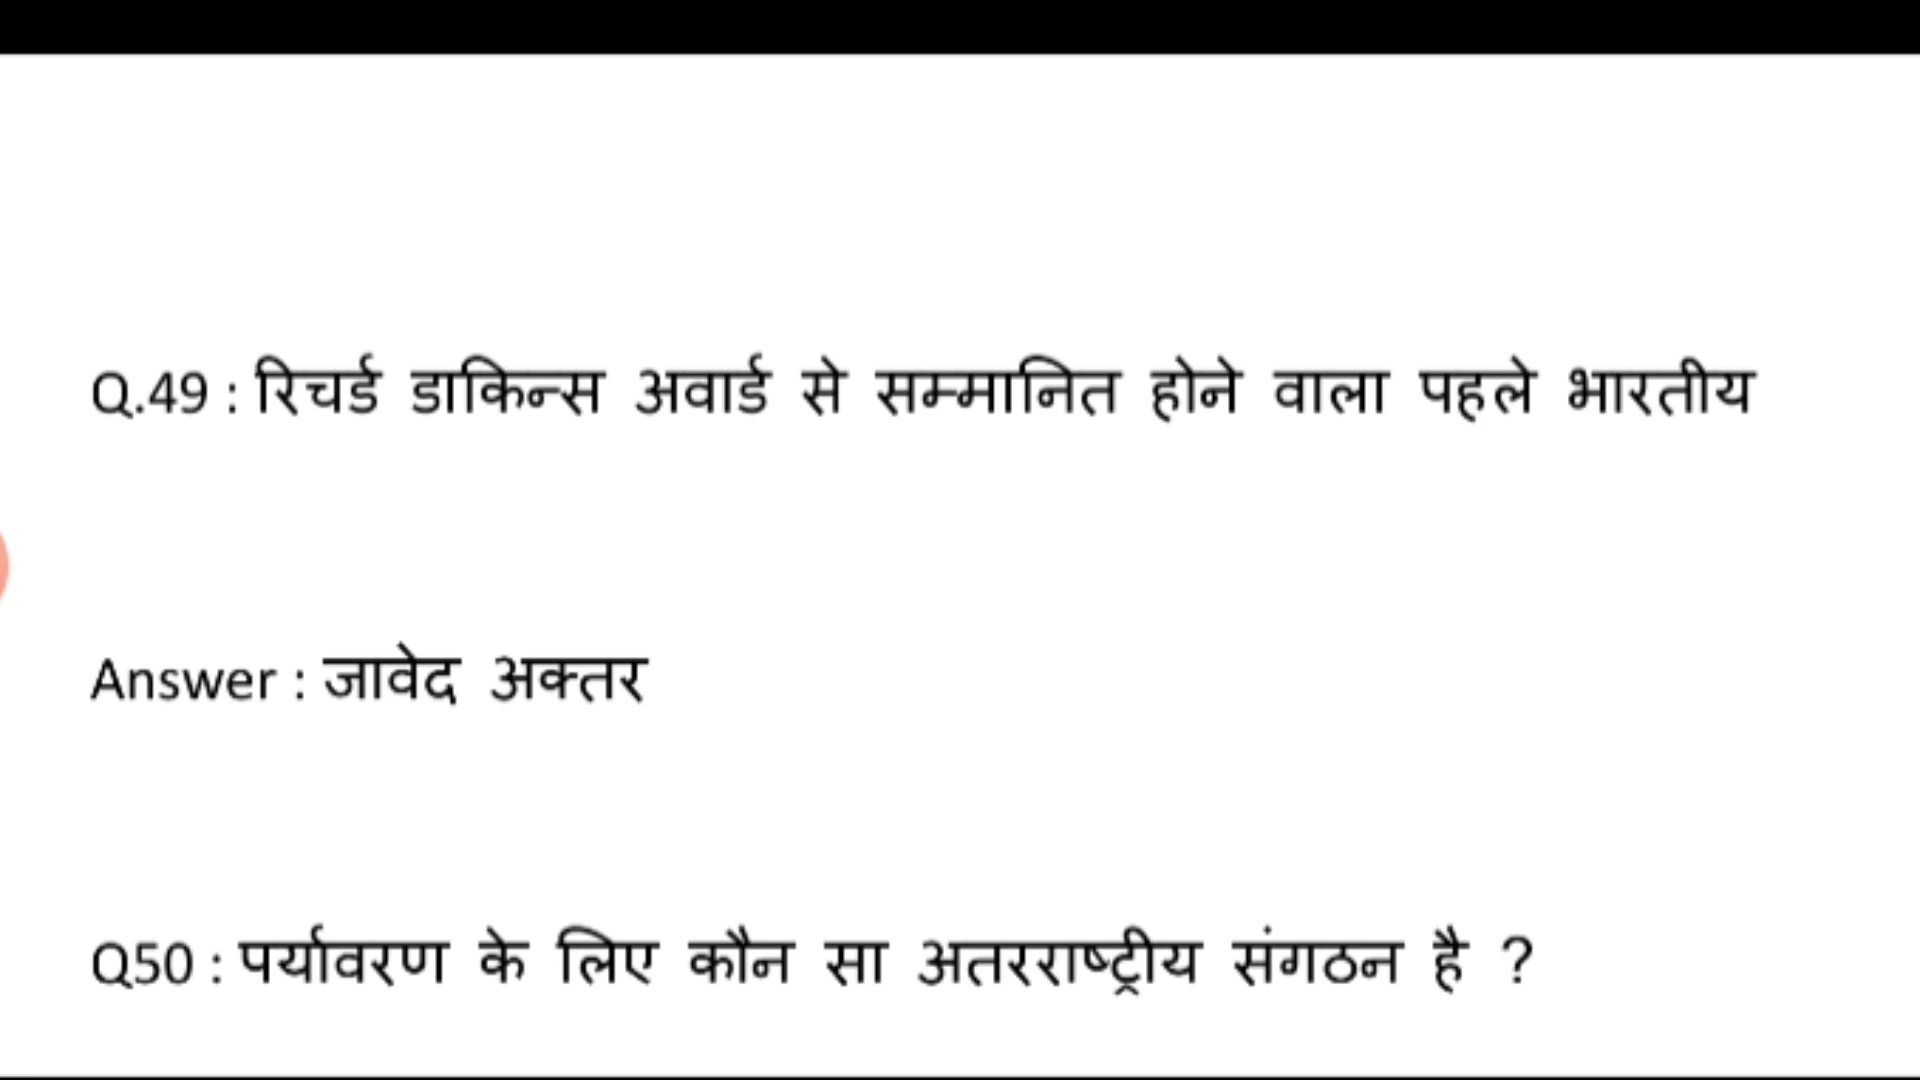 Q.49 : रिचर्ड डाकिन्स अवार्ड से सम्मानित होने वाला पहले भारतीय
Answer : जावेद अक्तर
Q50 : पर्यावरण के लिए कौन सा अतरराष्ट्रीय संगठन है ?